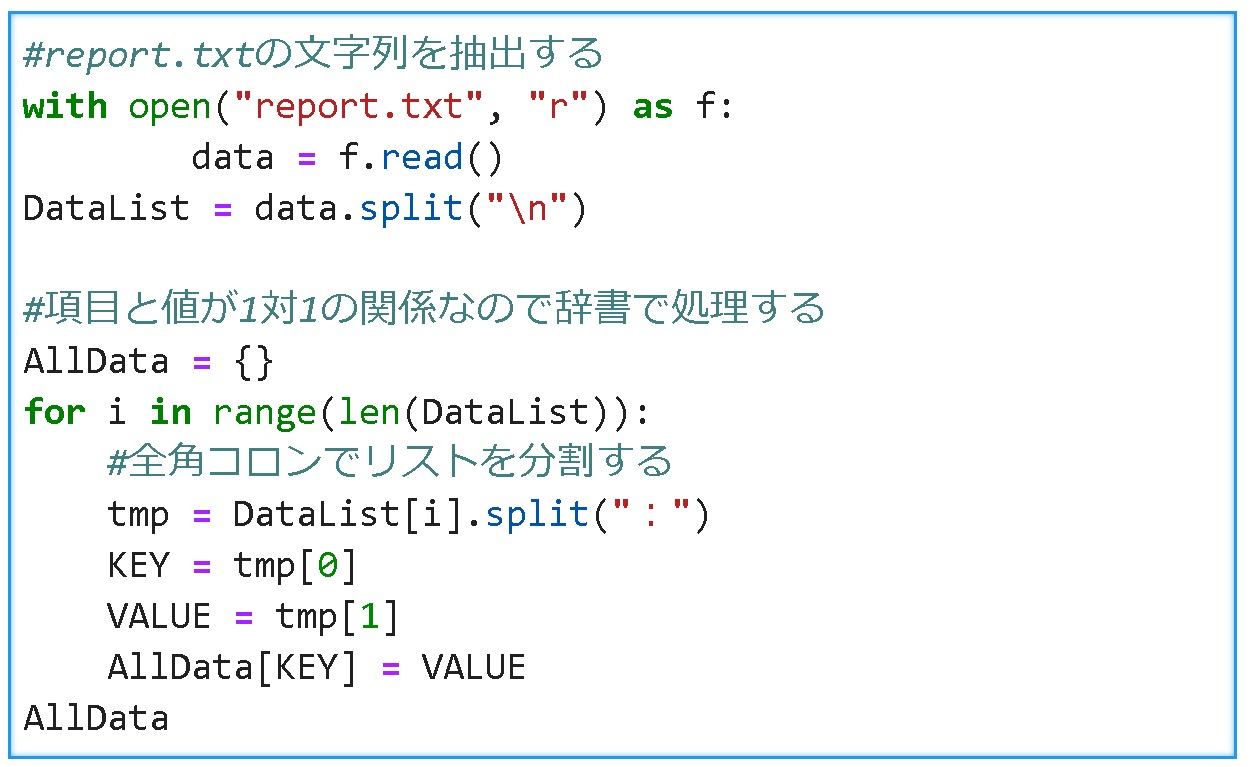 #report.txtの文字列を抽出する
with open("report.txt", "r") as f:
        data = f.read()
DataList = data.split("\n")

#項目と値が1対1の関係なので辞書で処理する
AllData = {}
for i in range(len(DataList)):
    #全角コロンでリストを分割する
    tmp = DataList[i].split("：")
    KEY = tmp[0]
    VALUE = tmp[1]
    AllData[KEY] = VALUE
AllData